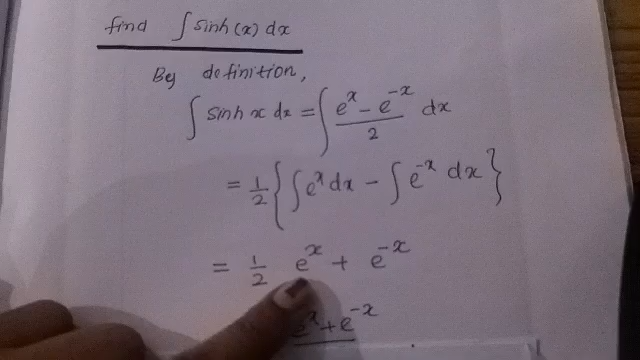 find ∫ sinh(x) dx
By definition,
∫ sinh x dx = ∫ e^x - e^-x / 2 dx
= 1/2 { ∫ e^x dx - ∫ e^-x dx }
= 1/2 e^x + e^-x
e^x + e^-x